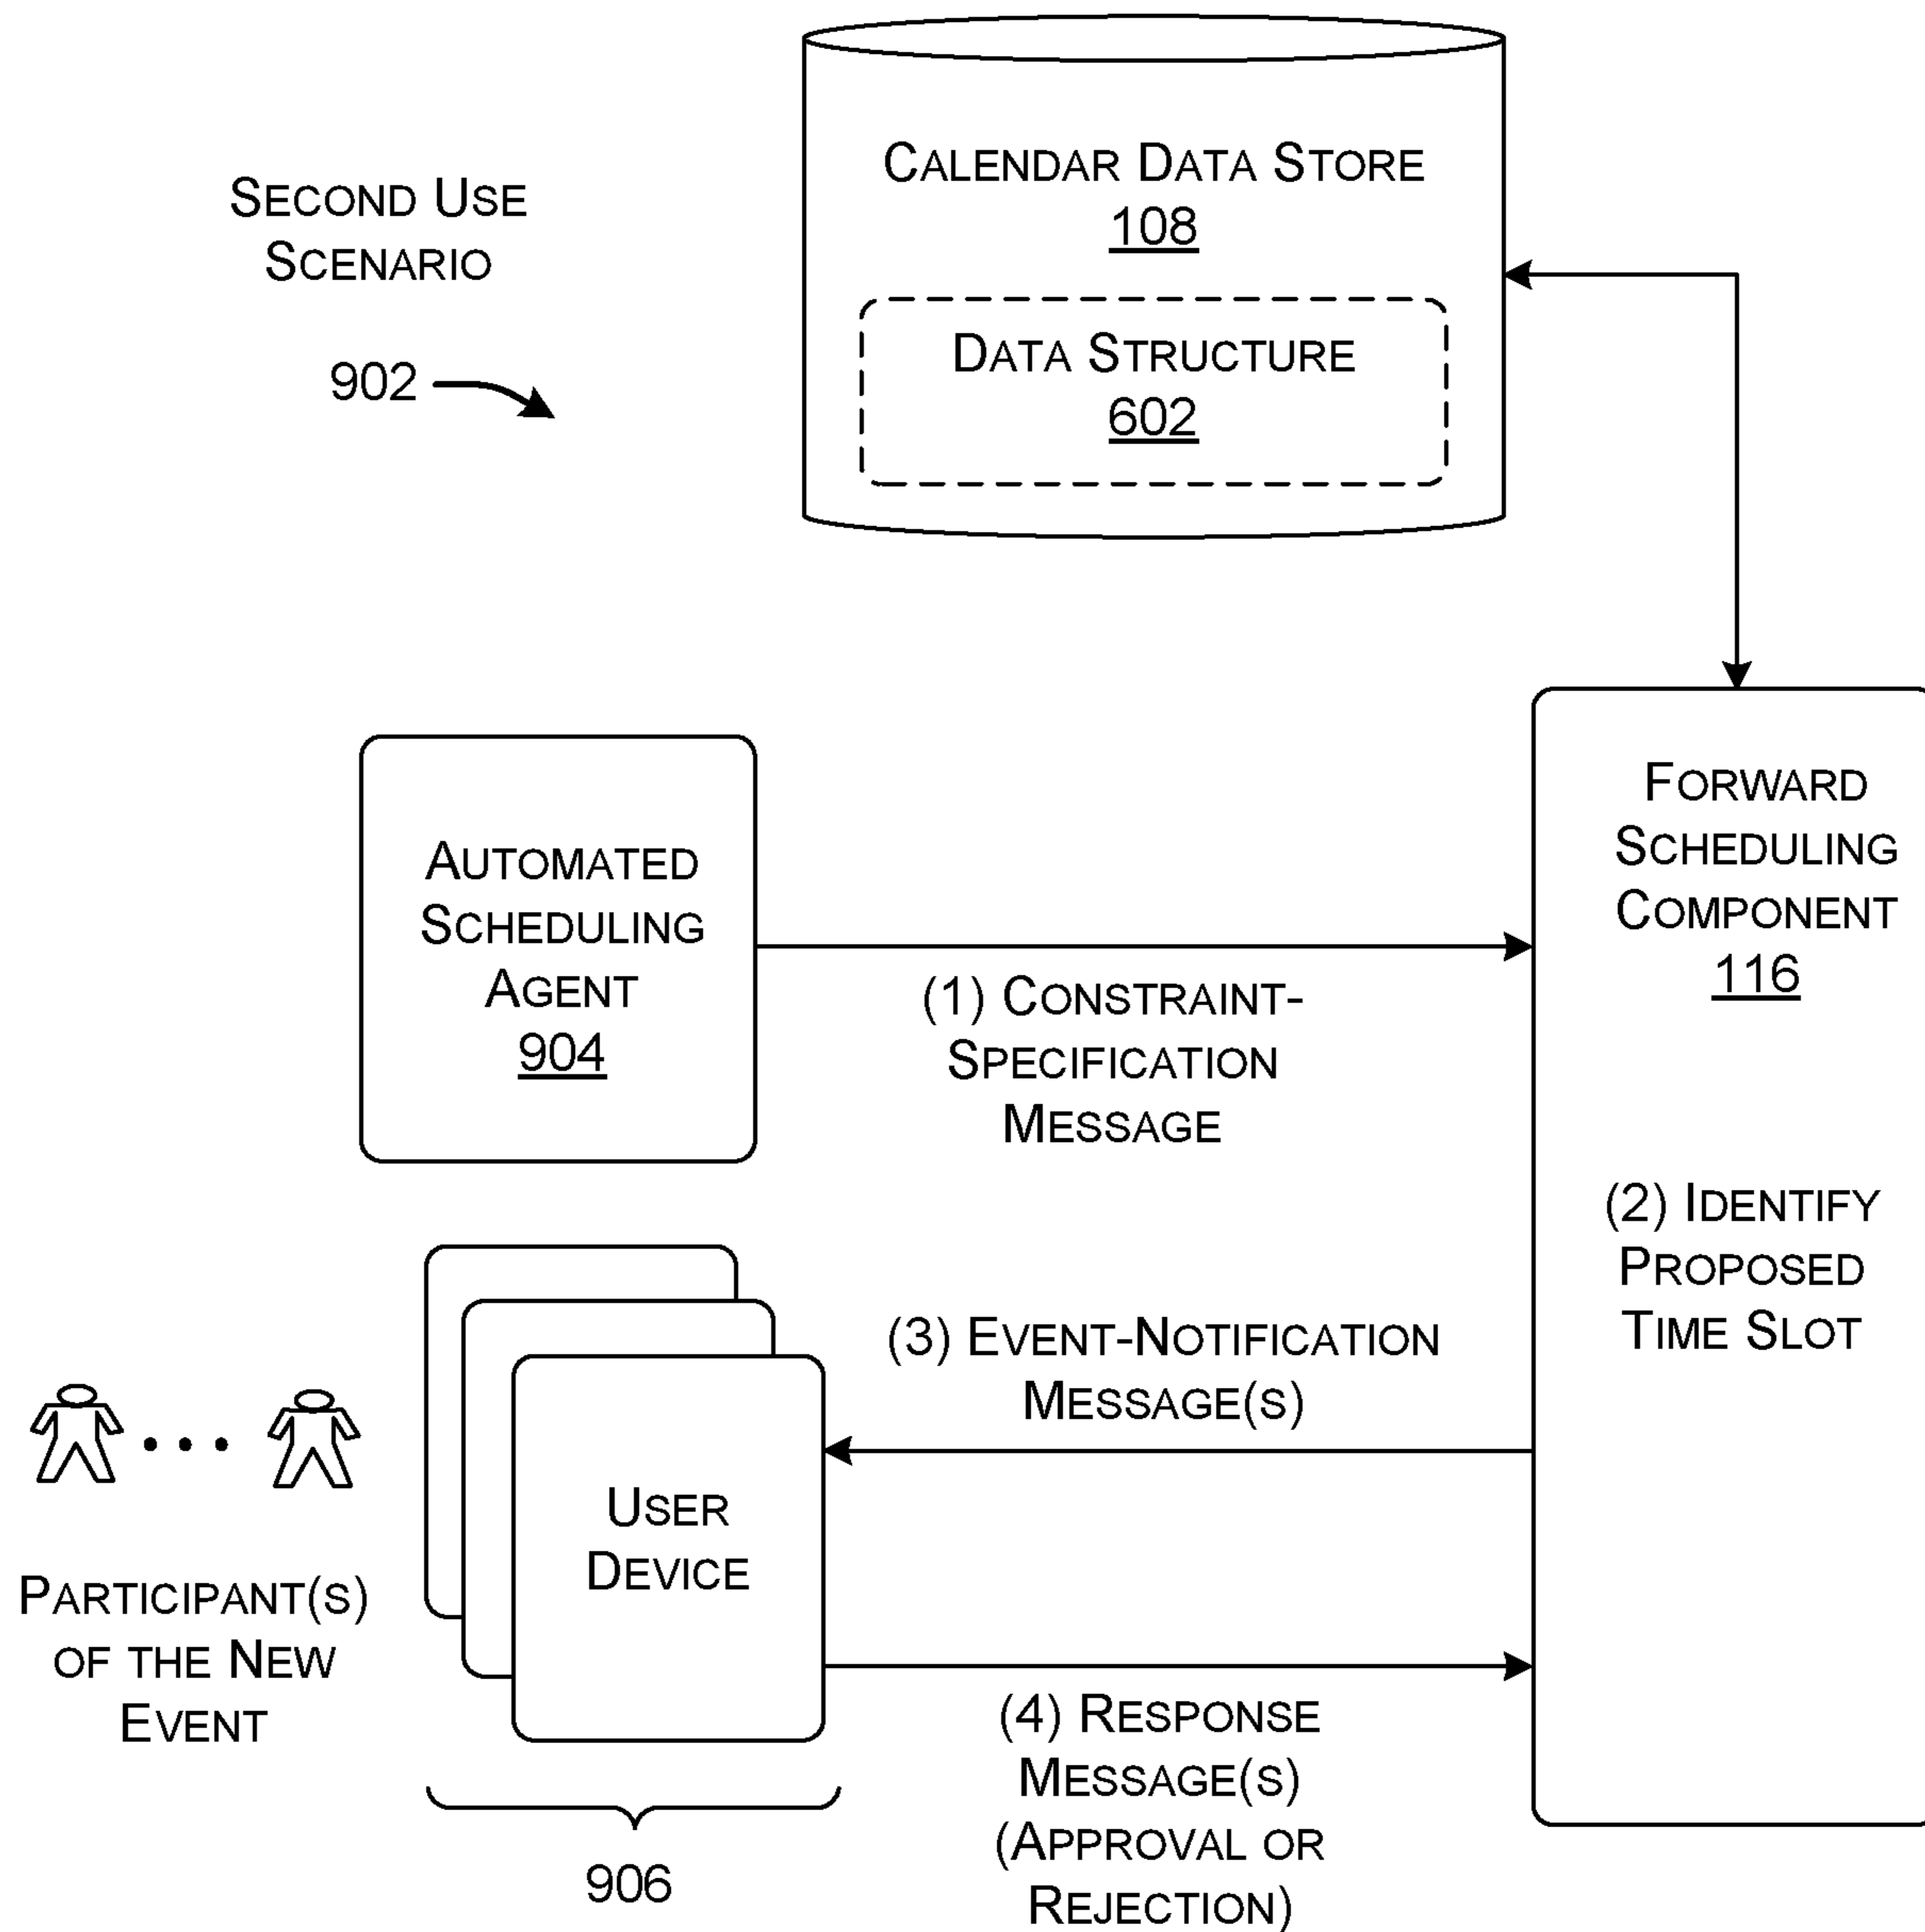 CALENDAR DATA STORE
108
SECOND USE
SCENARIO
902
DATA STRUCTURE
602
AUTOMATED
SCHEDULING
AGENT
904
(1) CONSTRAINT-
SPECIFICATION
MESSAGE
FORWARD
SCHEDULING
COMPONENT
116
(2) IDENTIFY
PROPOSED
TIME SLOT
(3) EVENT-NOTIFICATION
MESSAGE(S)
USER
DEVICE
PARTICIPANT(S)
OF THE NEW
EVENT
906
(4) RESPONSE
MESSAGE(S)
(APPROVAL OR
REJECTION)